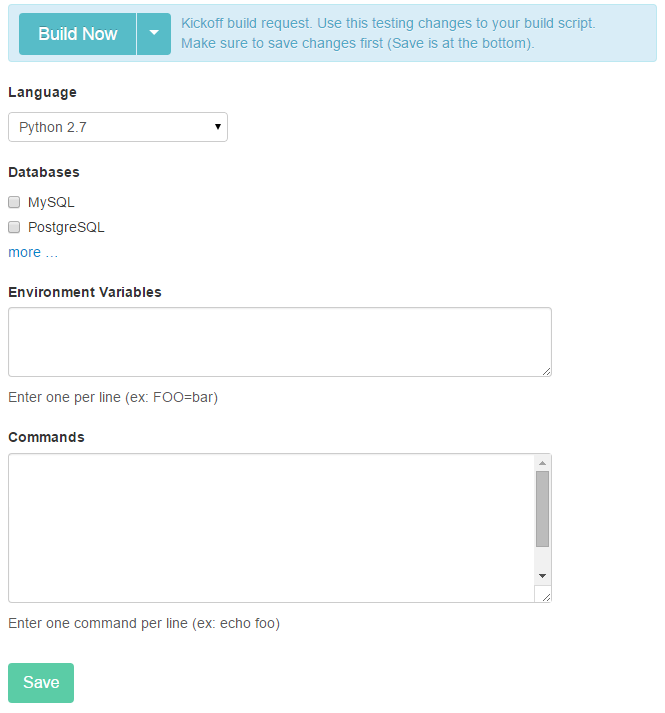 Build Now
Kickoff build request. Use this testing changes to your build script.
Make sure to save changes first (Save is at the bottom).
Language
Python 2.7
Databases
MySQL
PostgreSQL
more ...
Environment Variables
Enter one per line (ex: FOO=bar)
Commands
Enter one command per line (ex: echo foo)
Save